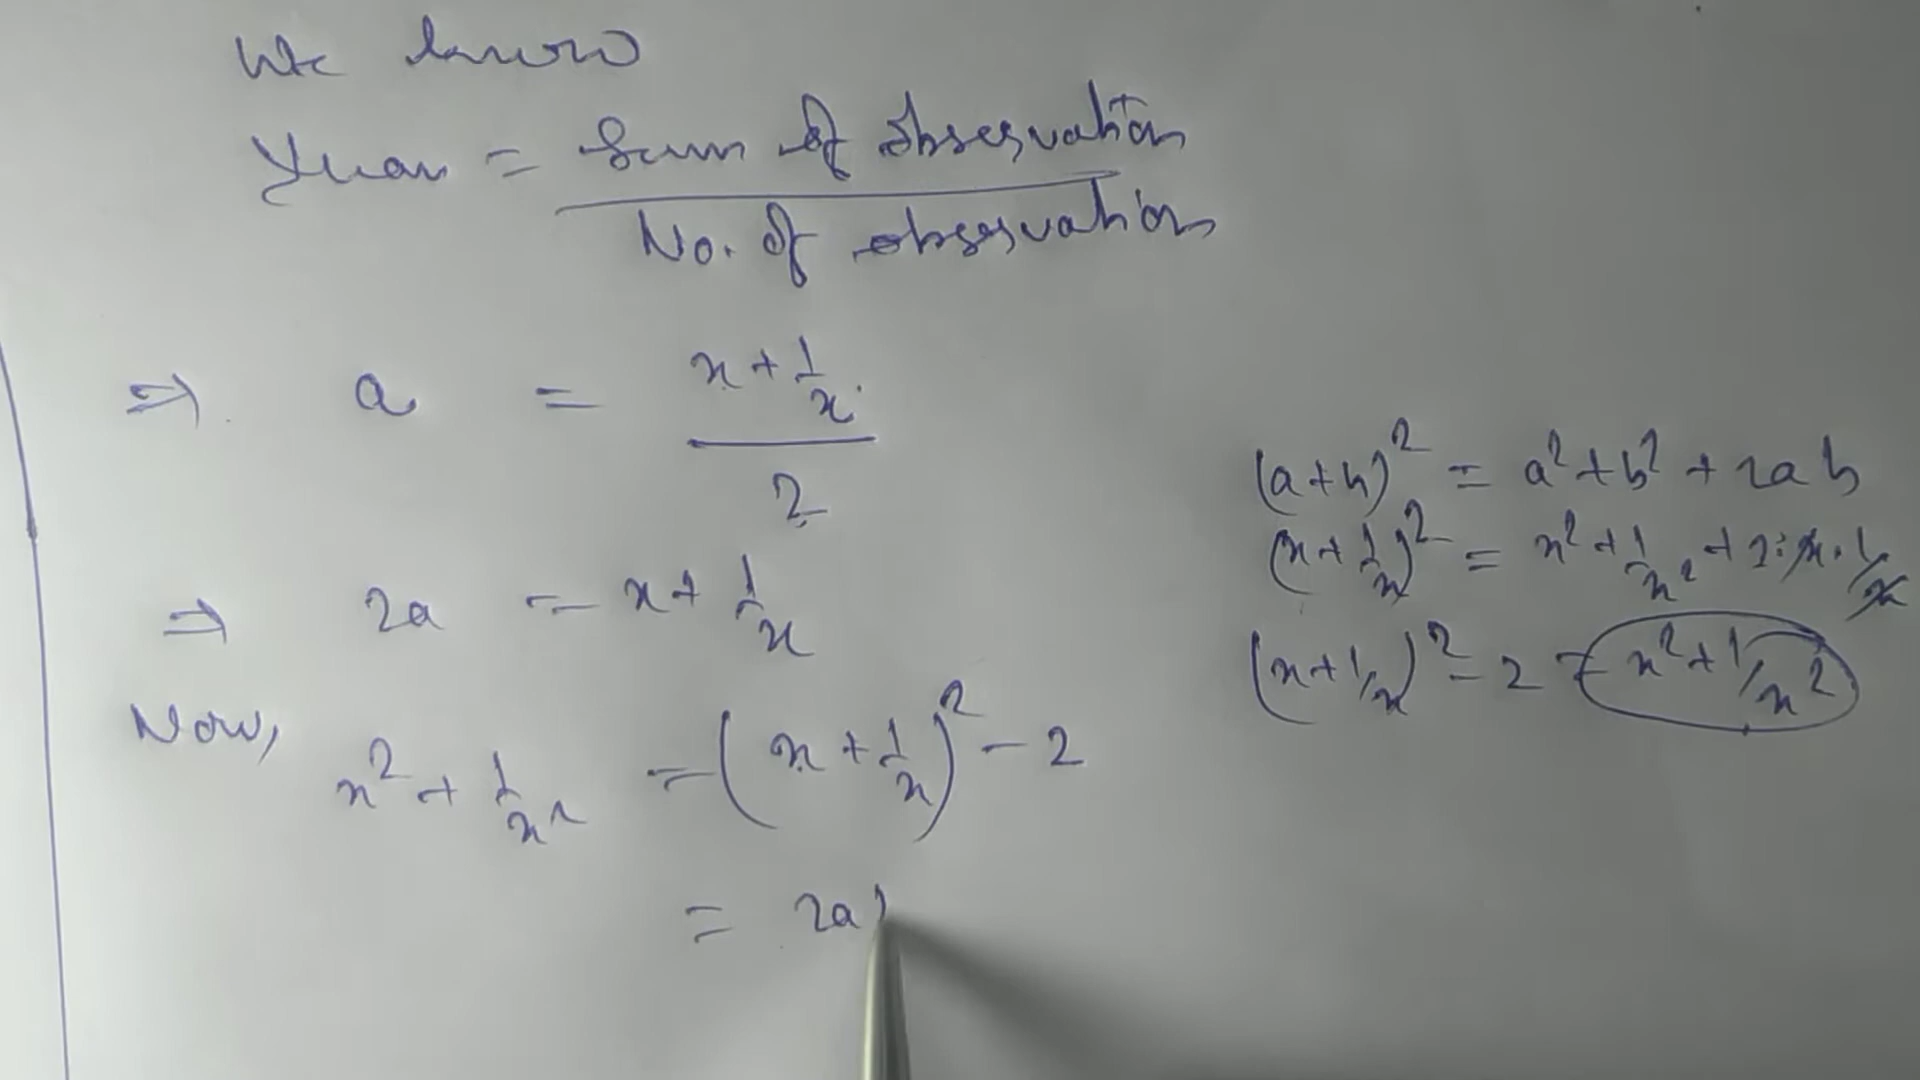 We know
Mean = Sum of observation
No. of observation
⇒ a = x + 1/x
2
⇒ 2a = x + 1/x
Now,
x² + 1/x² = (x + 1/x)² - 2
= 2a)
(a+b)² = a² + b² + 2ab
(x + 1/x)² = x² + 1/x² + 2·x·1/x
(x + 1/x)² - 2 = x² + 1/x²